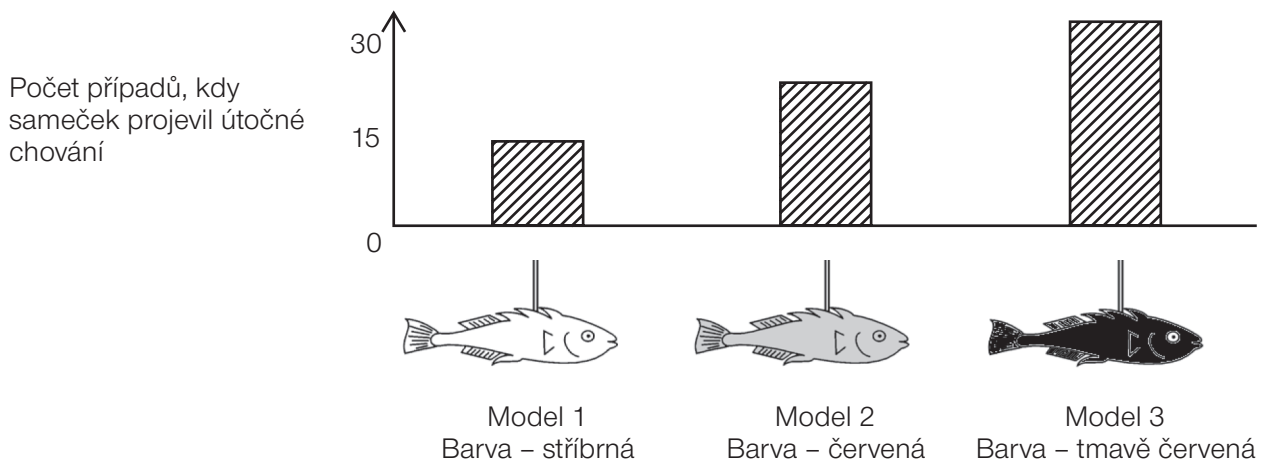 30
Počet případů, kdy
sameček projevil útočné
chování
15
0
Model 1
Barva – stříbrná
Model 2
Barva – červená
Model 3
Barva – tmavě červená